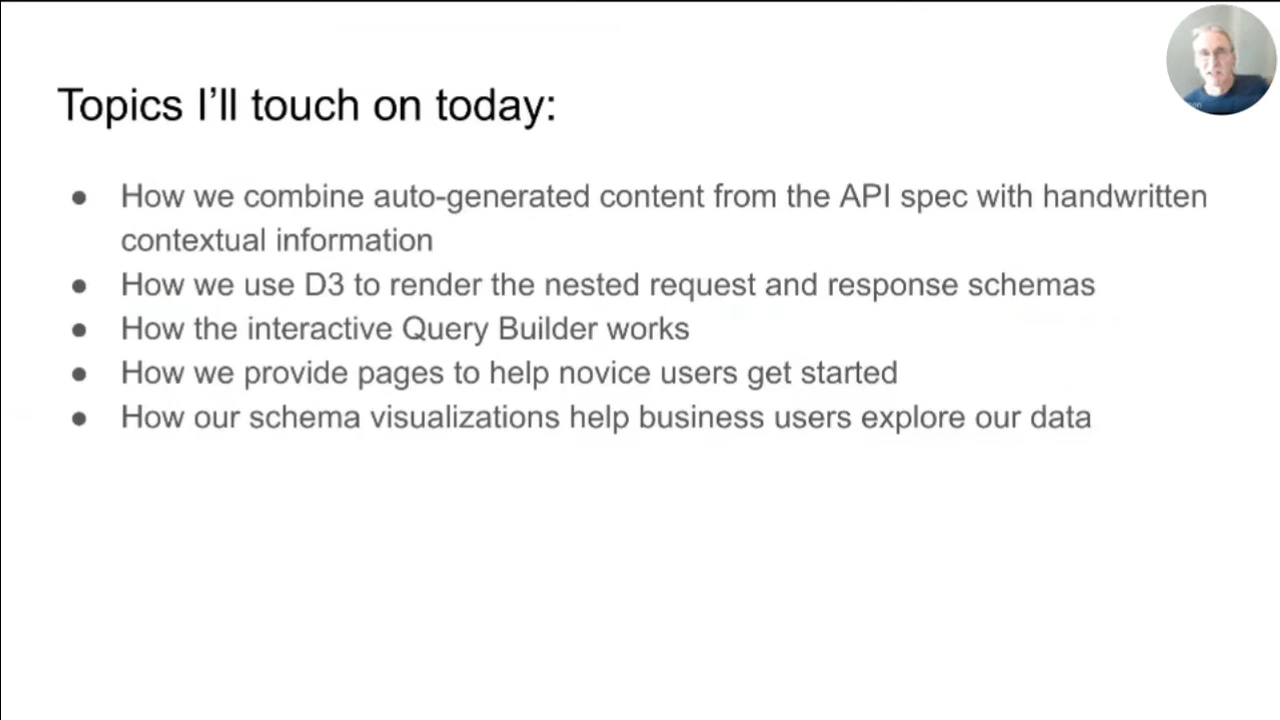 Topics I’ll touch on today:
● How we combine auto-generated content from the API spec with handwritten
contextual information
● How we use D3 to render the nested request and response schemas
● How the interactive Query Builder works
● How we provide pages to help novice users get started
● How our schema visualizations help business users explore our data